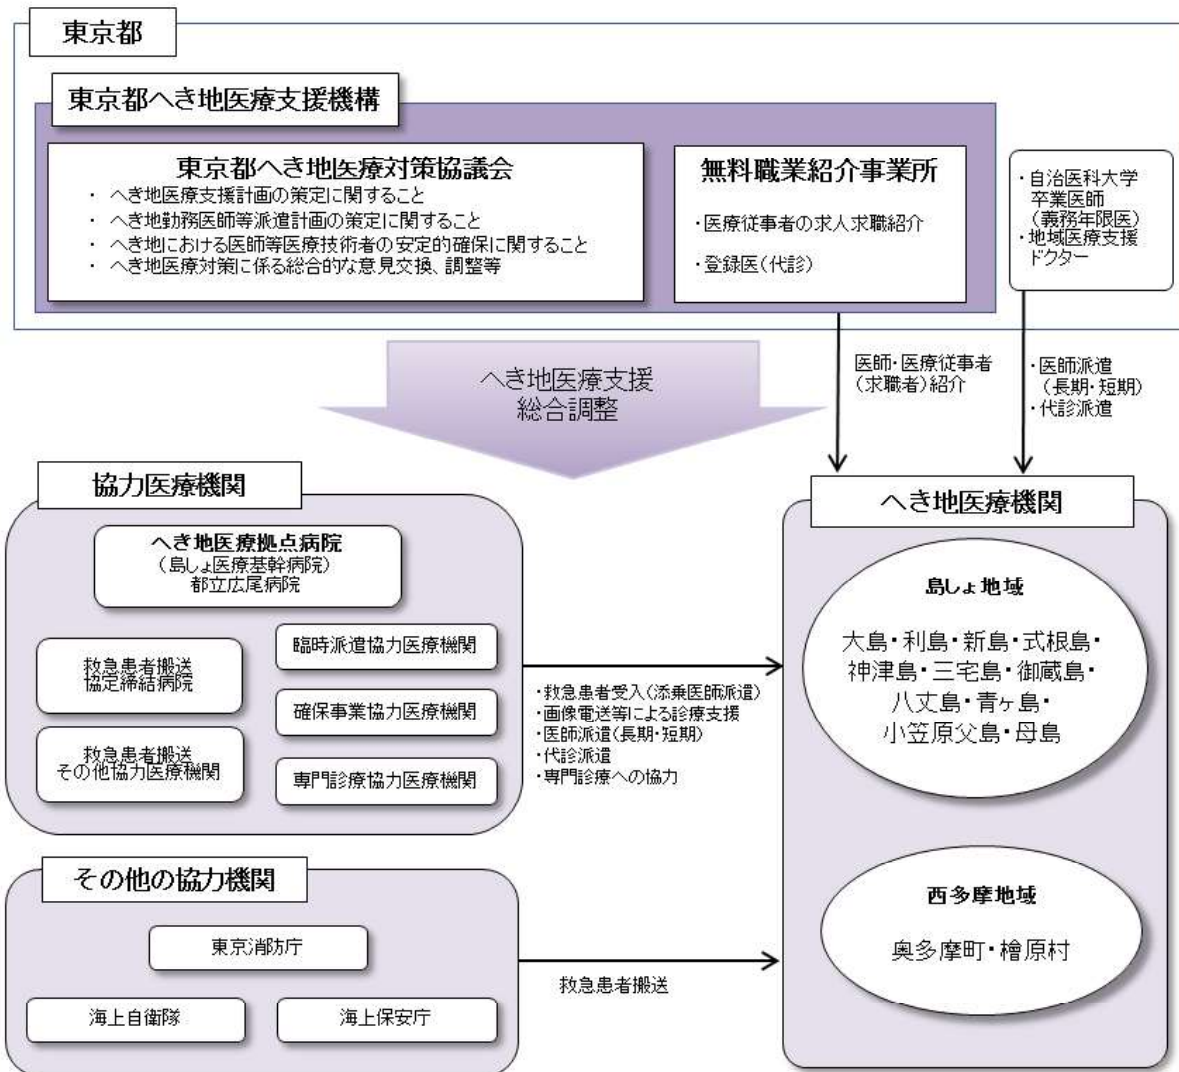 東京都
東京都へき地医療支援機構
東京都へき地医療対策協議会
・ へき地医療支援計画の策定に関すること
・ へき地勤務医師等派遣計画の策定に関すること
・ へき地における医師等医療技術者の安定的確保に関すること
・ へき地医療対策に係る総合的な意見交換、調整等
無料職業紹介事業所
・医療従事者の求人求職紹介
・登録医(代診)
・自治医科大学
卒業医師
(義務年限医)
・地域医療支援
ドクター
へき地医療支援
総合調整
医師・医療従事者
(求職者)紹介
・医師派遣
(長期・短期)
・代診派遣
協力医療機関
へき地医療拠点病院
(島しょ医療基幹病院)
都立広尾病院
救急患者搬送
協定締結病院
救急患者搬送
その他協力医療機関
臨時派遣協力医療機関
確保事業協力医療機関
専門診療協力医療機関
・救急患者受入(添乗医師派遣)
・画像電送等による診療支援
・医師派遣(長期・短期)
・代診派遣
・専門診療への協力
へき地医療機関
島しょ地域
大島・利島・新島・式根島・
神津島・三宅島・御蔵島・
八丈島・青ヶ島・
小笠原父島・母島
西多摩地域
奥多摩町・檜原村
その他の協力機関
東京消防庁
海上自衛隊
海上保安庁
救急患者搬送